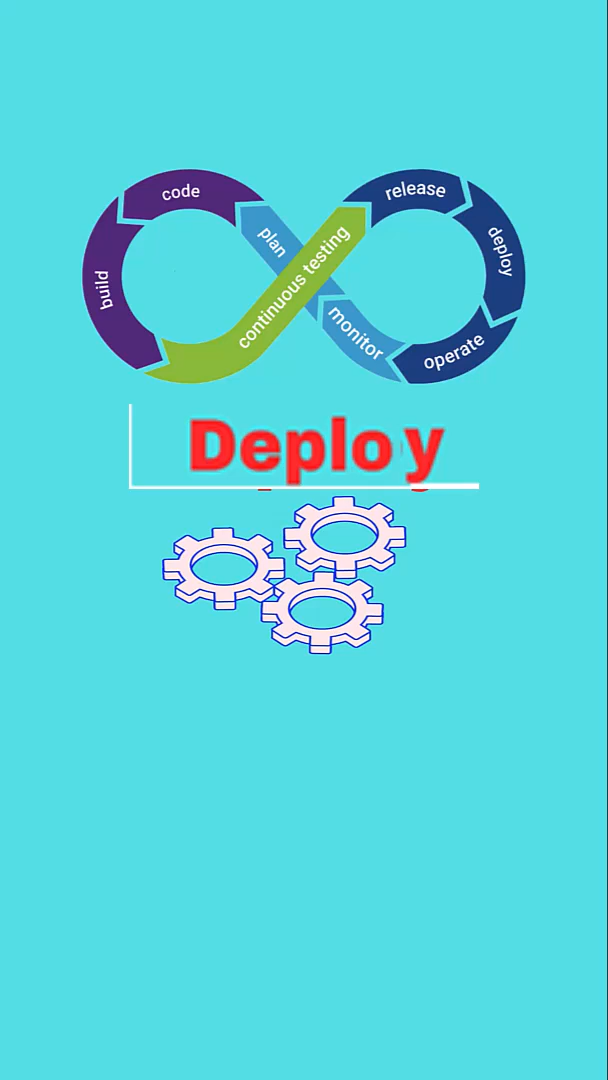 code
build
plan
continuous testing
monitor
release
deploy
operate
Deploy